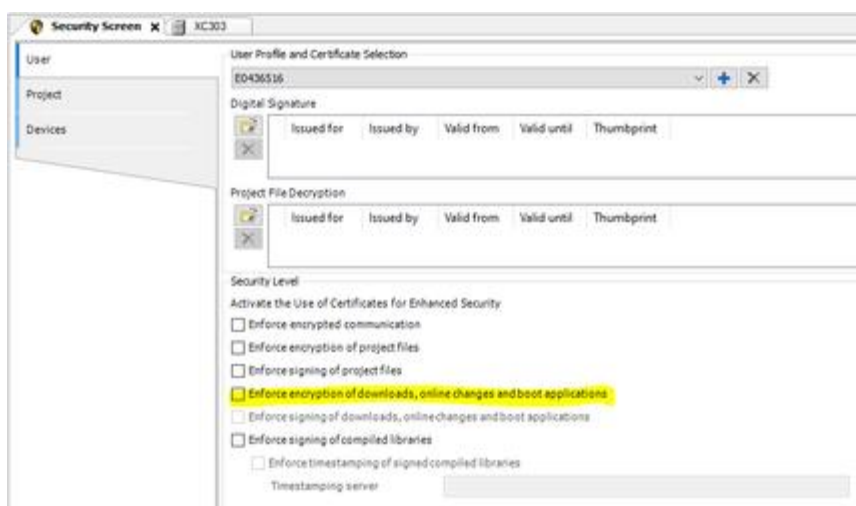 Security Screen XC303
User
Project
Devices
User Profile and Certificate Selection
E0436516
Digital Signature
Issued for Issued by Valid from Valid until Thumbprint
Project File Decryption
Issued for Issued by Valid from Valid until Thumbprint
Security Level
Activate the Use of Certificates for Enhanced Security
Enforce encrypted communication
Enforce encryption of project files
Enforce signing of project files
Enforce encryption of downloads, online changes and boot applications
Enforce signing of downloads, online changes and boot applications
Enforce signing of compiled libraries
Enforce timestamping of signed compiled libraries
Timestamping server